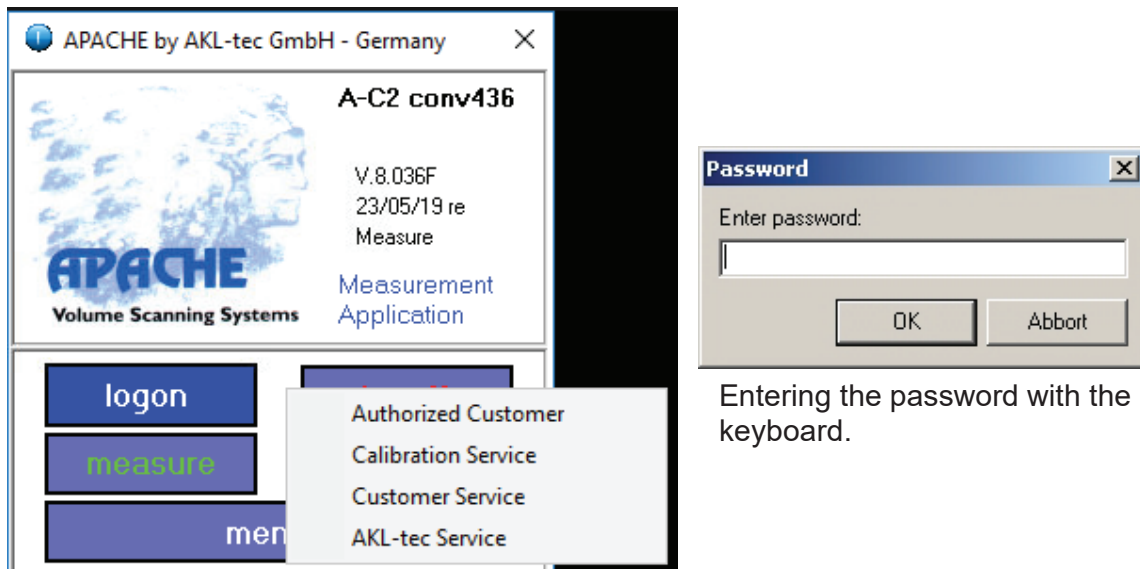 APACHE by AKL-tec GmbH - Germany
A-C2 conv436
V.8.036F
23/05/19 re
Measure
APACHE
Volume Scanning Systems
Measurement
Application
logon
measure
men
Authorized Customer
Calibration Service
Customer Service
AKL-tec Service
Password
Enter password:
OK
Abbort
Entering the password with the
keyboard.